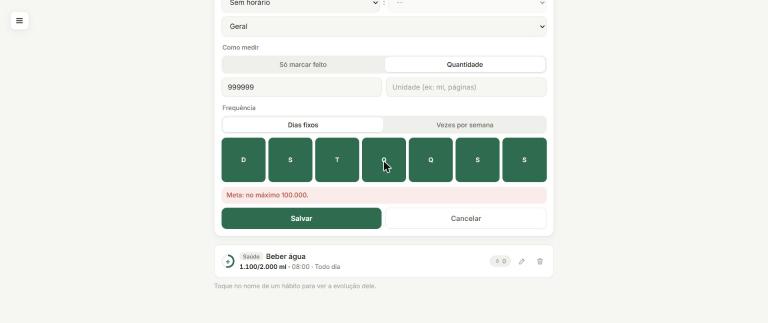 Sem horário : --
Geral
Como medir
Só marcar feito Quantidade
999999 Unidade (ex: ml, páginas)
Frequência
Dias fixos Vezes por semana
D S T Q Q S S
Meta: no máximo 100.000.
Salvar Cancelar
Saúde Beber água
1.100/2.000 ml · 08:00 · Todo dia
0
Toque no nome de um hábito para ver a evolução dele.